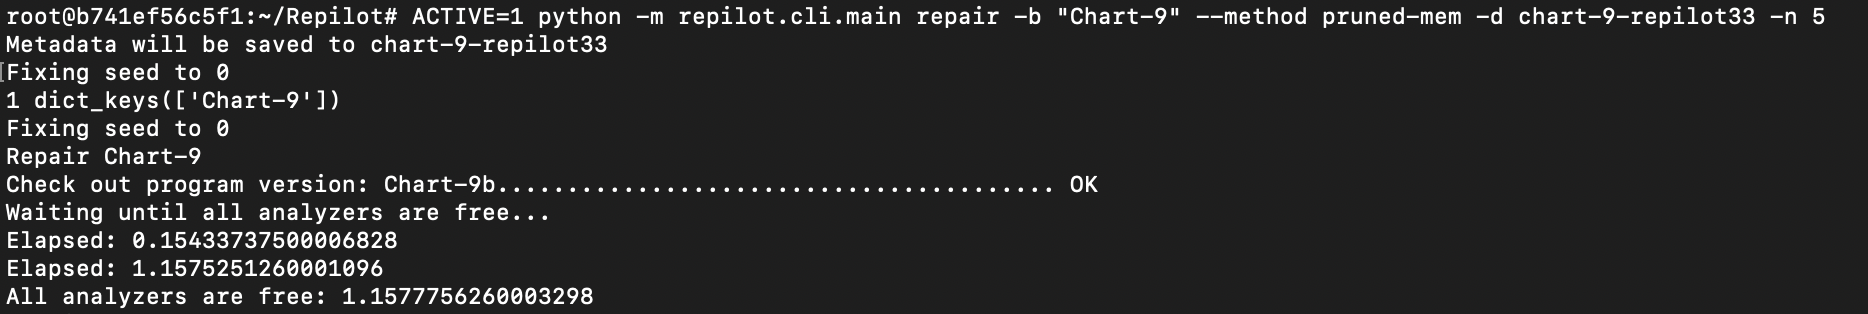 root@b741ef56c5f1:~/Repilot# ACTIVE=1 python -m repilot.cli.main repair -b "Chart-9" --method pruned-mem -d chart-9-repilot33 -n 5
Metadata will be saved to chart-9-repilot33
Fixing seed to 0
1 dict_keys(['Chart-9'])
Fixing seed to 0
Repair Chart-9
Check out program version: Chart-9b........................................ OK
Waiting until all analyzers are free...
Elapsed: 0.15433737500006828
Elapsed: 1.1575251260001096
All analyzers are free: 1.1577756260003298